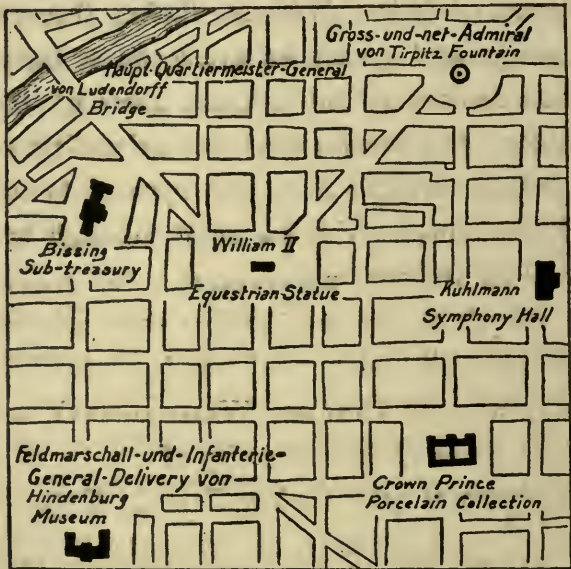 Gross-und-net-Admiral
von Tirpitz Fountain
Haupt-Quartiermeister-General
von Ludendorff
Bridge
Bissing
Sub-treasury
William II
Equestrian Statue
Kuhlmann
Symphony Hall
Feldmarschall-und-Infanterie-
General-Delivery von
Hindenburg
Museum
Crown Prince
Porcelain Collection